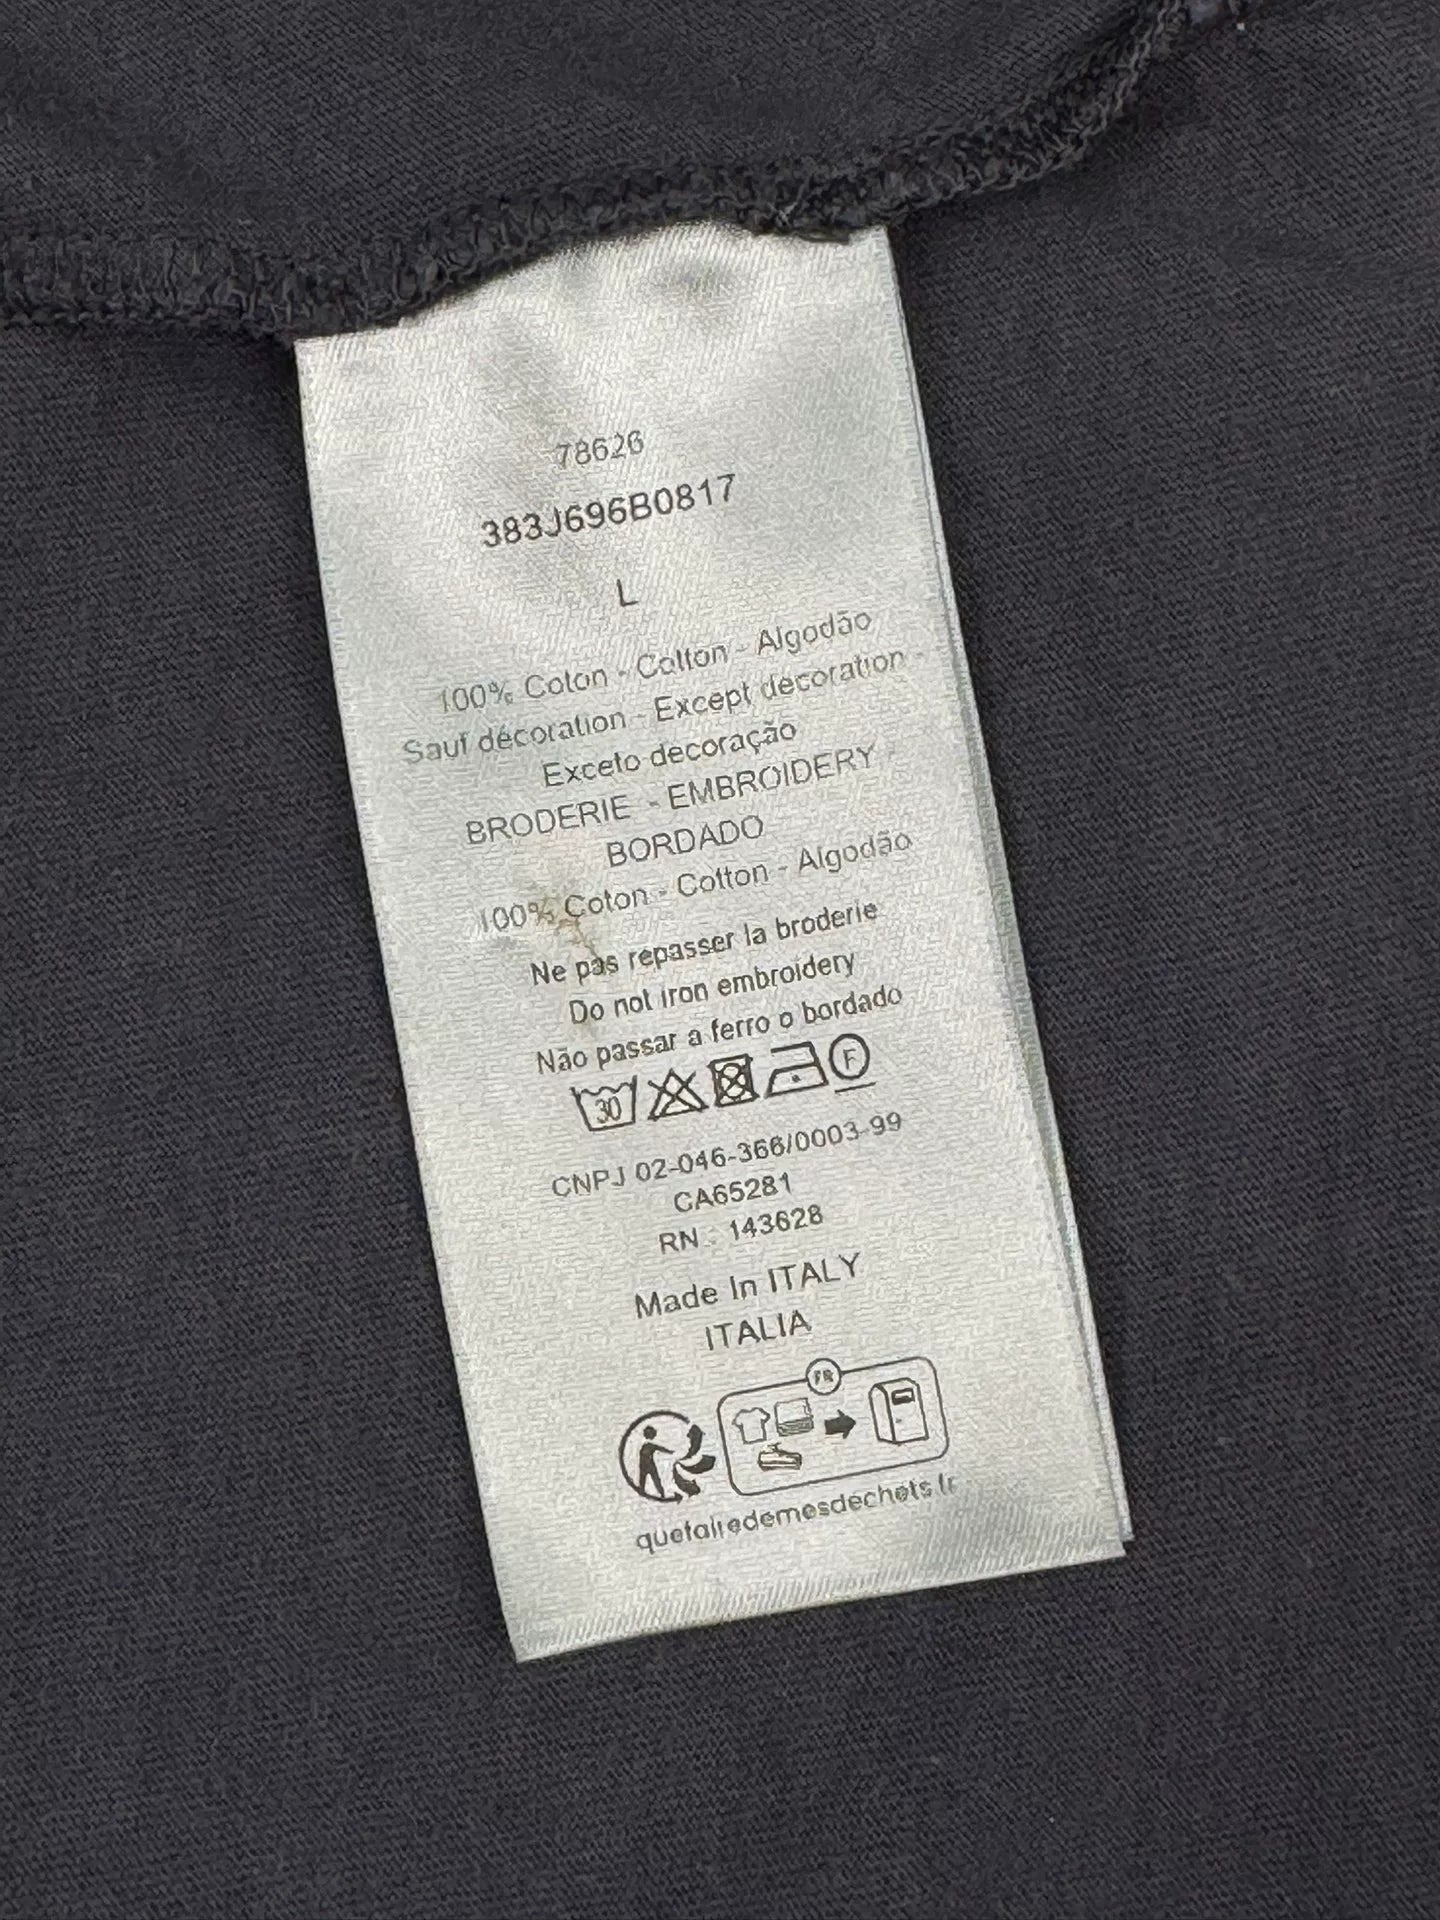 78626
383J696B0817
L
100% Coton - Cotton - Algodão
Sauf décoration - Except decoration -
Exceto decoração
BRODERIE - EMBROIDERY -
BORDADO
100% Coton - Cotton - Algodão
Ne pas repasser la broderie
Do not iron embroidery
Não passar a ferro o bordado
30 F
CNPJ 02-046-366/0003-99
CA65281
RN : 143628
Made In ITALY
ITALIA
FR
quefairedemesdechets.fr